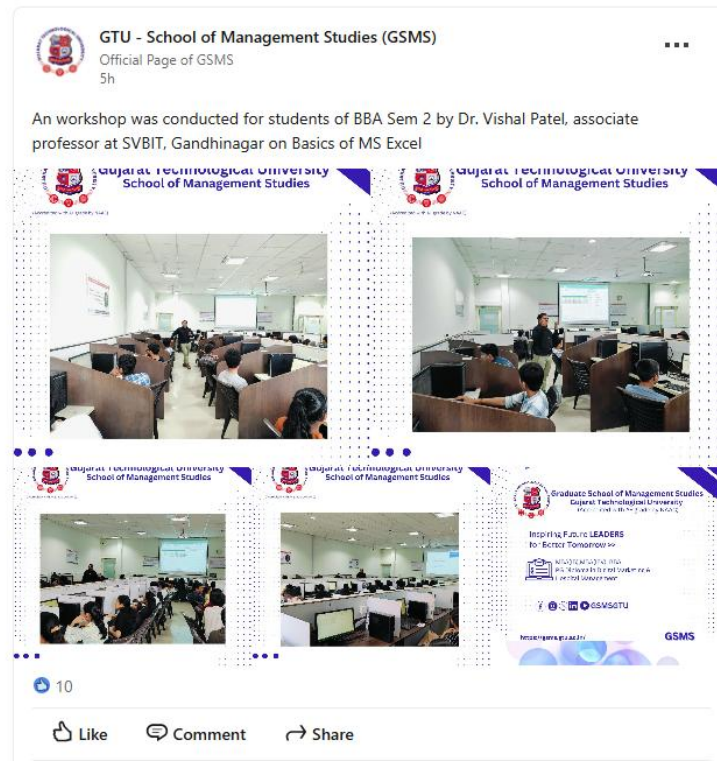 GTU - School of Management Studies (GSMS)
Official Page of GSMS
5h
An workshop was conducted for students of BBA Sem 2 by Dr. Vishal Patel, associate
professor at SVBIT, Gandhinagar on Basics of MS Excel
Gujarat Technological University
School of Management Studies
Gujarat Technological University
School of Management Studies
Gujarat Technological University
School of Management Studies
Gujarat Technological University
School of Management Studies
Graduate School of Management Studies
Gujarat Technological University
Inspiring Future LEADERS
for Better Tomorrow >>
GSMSGTU
GSMS
10
Like
Comment
Share